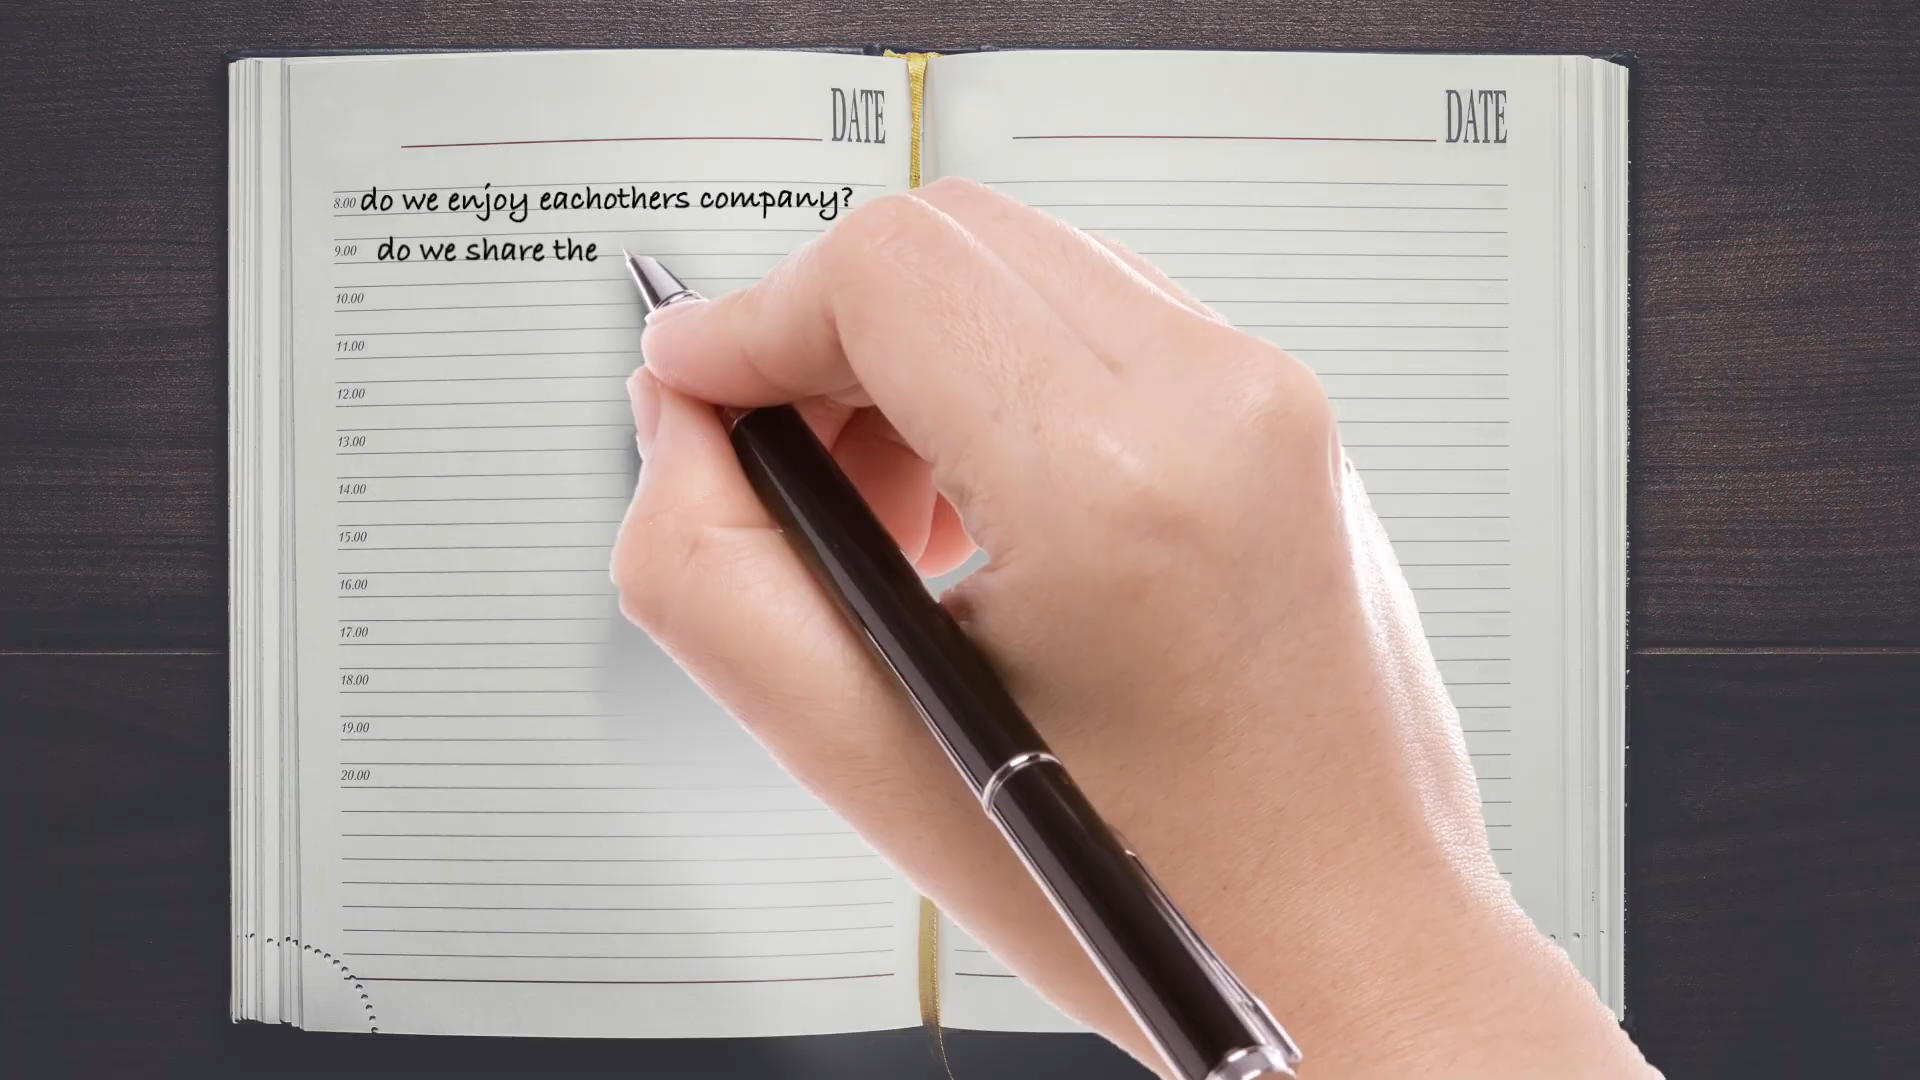 DATE
DATE
8.00 do we enjoy eachothers company?
9.00 do we share the
10.00
11.00
12.00
13.00
14.00
15.00
16.00
17.00
18.00
19.00
20.00